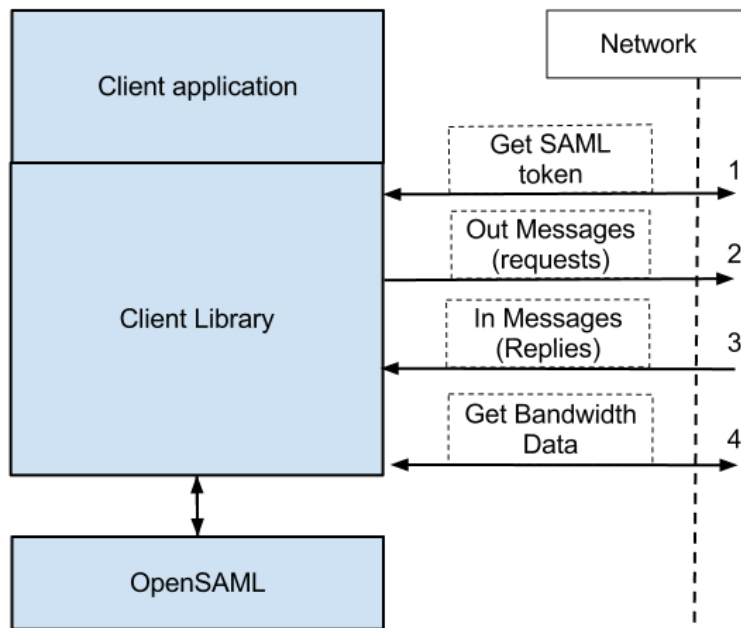 Client application
Network
Get SAML
token
1
Out Messages
(requests)
2
Client Library
In Messages
(Replies)
3
Get Bandwidth
Data
4
OpenSAML